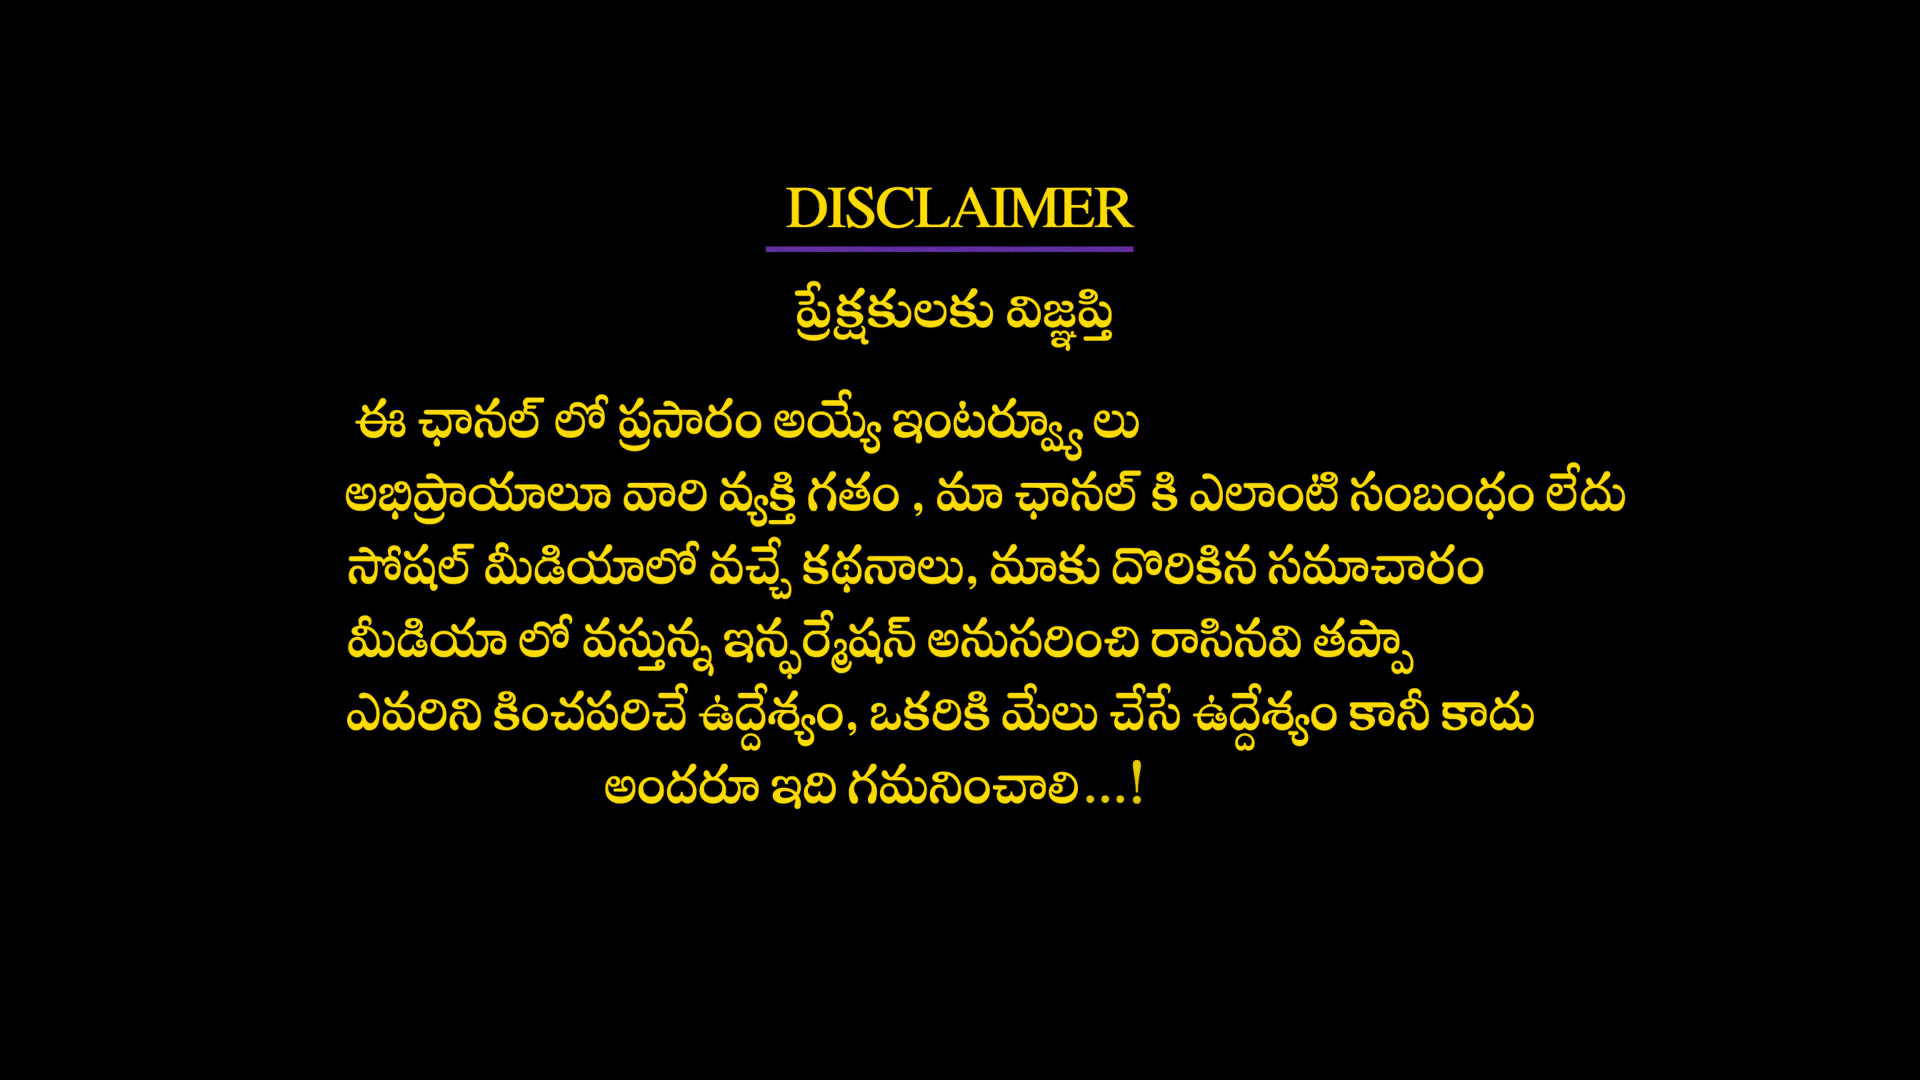 DISCLAIMER
ప్రేక్షకులకు విజ్ఞప్తి
ఈ ఛానల్ లో ప్రసారం అయ్యే ఇంటర్వ్యూ లు
అభిప్రాయాలూ వారి వ్యక్తి గతం , మా ఛానల్ కి ఎలాంటి సంబంధం లేదు
సోషల్ మీడియాలో వచ్చే కథనాలు, మాకు దొరికిన సమాచారం
మీడియా లో వస్తున్న ఇన్ఫర్మేషన్ అనుసరించి రాసినవి తప్పా
ఎవరిని కించపరిచే ఉద్దేశ్యం, ఒకరికి మేలు చేసే ఉద్దేశ్యం కానీ కాదు
అందరూ ఇది గమనించాలి...!